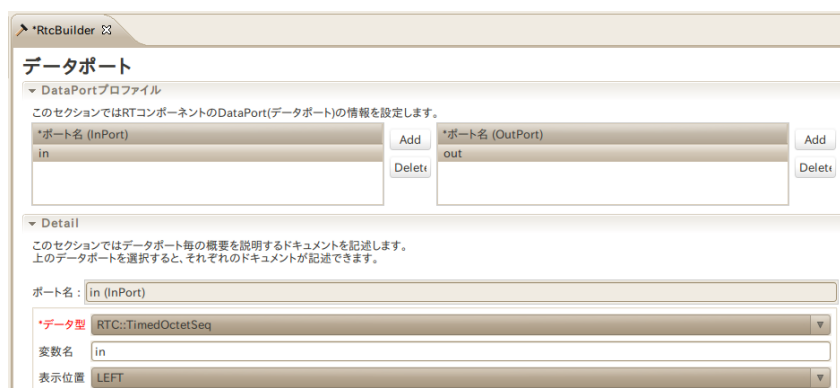 *RtcBuilder
データポート
DataPortプロファイル
このセクションではRTコンポーネントのDataPort(データポート)の情報を設定します。
*ポート名 (InPort)
in
Add
Delete
*ポート名 (OutPort)
out
Add
Delete
Detail
このセクションではデータポート毎の概要を説明するドキュメントを記述します。
上のデータポートを選択すると、それぞれのドキュメントが記述できます。
ポート名 : in (InPort)
*データ型 RTC::TimedOctetSeq
変数名 in
表示位置 LEFT